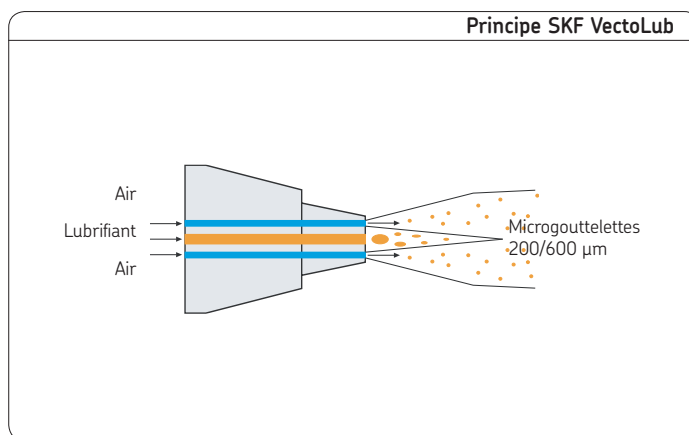 Principe SKF VectoLub
Air
Lubrifiant
Air
Microgouttelettes
200/600 µm